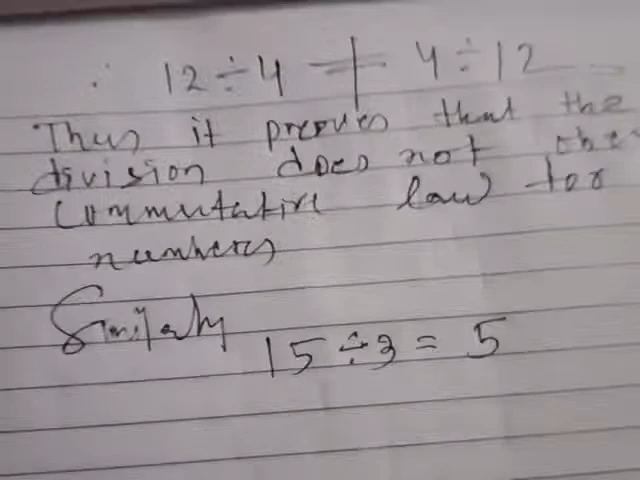 ∴ 12 ÷ 4 ≠ 4 ÷ 12
Thus it proves that the
division does not obe
Commutative law for
numbers
Similarly
15 ÷ 3 = 5